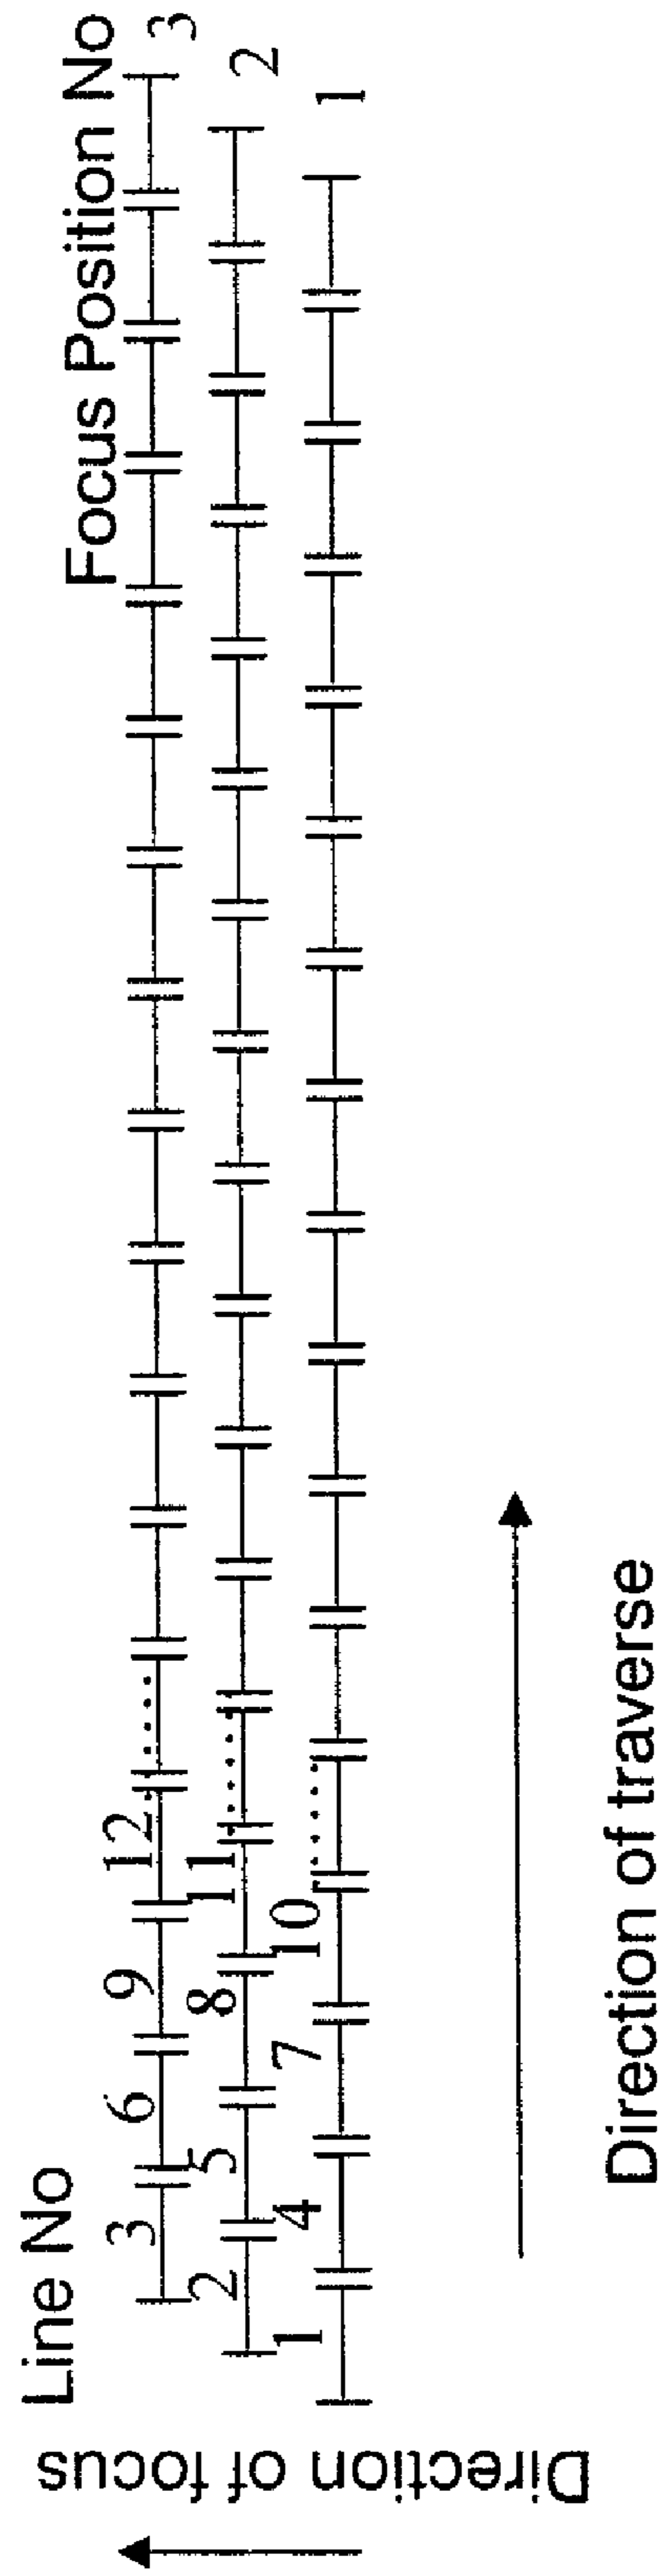 Line No
Focus Position No
3 6 9 12 ..... 3
2 5 8 11 ..... 2
1 4 7 10 ..... 1
Direction of focus
Direction of traverse